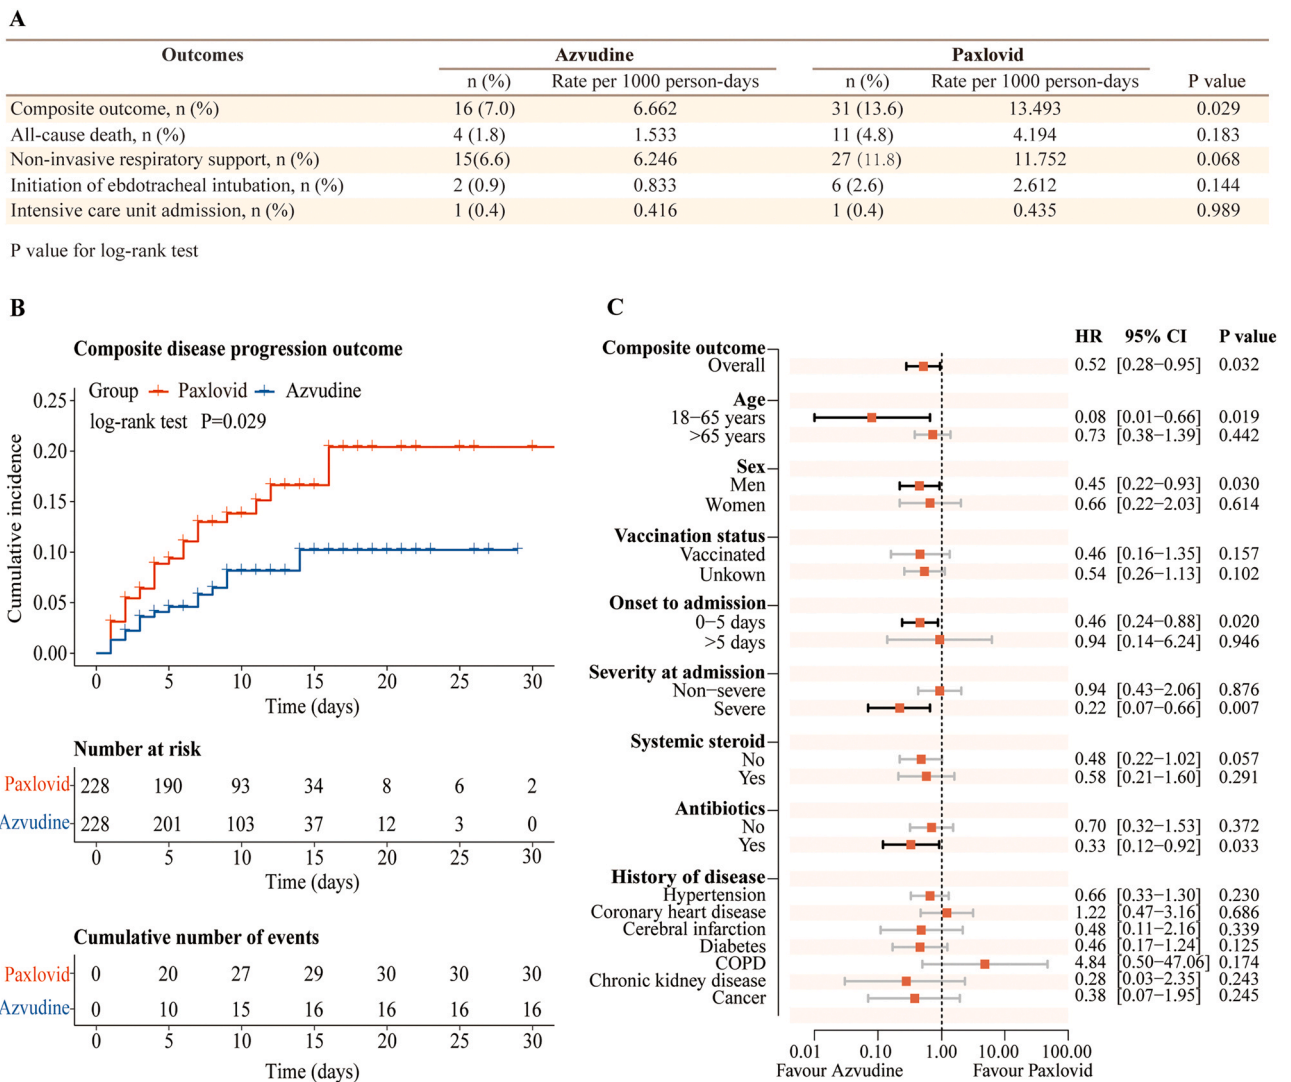 A
Outcomes Azvudine Paxlovid
n (%) Rate per 1000 person-days n (%) Rate per 1000 person-days P value
Composite outcome, n (%) 16 (7.0) 6.662 31 (13.6) 13.493 0.029
All-cause death, n (%) 4 (1.8) 1.533 11 (4.8) 4.194 0.183
Non-invasive respiratory support, n (%) 15(6.6) 6.246 27 (11.8) 11.752 0.068
Initiation of ebdotracheal intubation, n (%) 2 (0.9) 0.833 6 (2.6) 2.612 0.144
Intensive care unit admission, n (%) 1 (0.4) 0.416 1 (0.4) 0.435 0.989
P value for log-rank test
B
Composite disease progression outcome
Group Paxlovid Azvudine
log-rank test P=0.029
Cumulative incidence
0.25
0.20
0.15
0.10
0.05
0.00
0 5 10 15 20 25 30
Time (days)
Number at risk
Paxlovid 228 190 93 34 8 6 2
Azvudine 228 201 103 37 12 3 0
0 5 10 15 20 25 30
Time (days)
Cumulative number of events
Paxlovid 0 20 27 29 30 30 30
Azvudine 0 10 15 16 16 16 16
0 5 10 15 20 25 30
Time (days)
C
HR 95% CI P value
Composite outcome
Overall 0.52 [0.28−0.95] 0.032
Age
18−65 years 0.08 [0.01−0.66] 0.019
>65 years 0.73 [0.38−1.39] 0.442
Sex
Men 0.45 [0.22−0.93] 0.030
Women 0.66 [0.22−2.03] 0.614
Vaccination status
Vaccinated 0.46 [0.16−1.35] 0.157
Unkown 0.54 [0.26−1.13] 0.102
Onset to admission
0−5 days 0.46 [0.24−0.88] 0.020
>5 days 0.94 [0.14−6.24] 0.946
Severity at admission
Non−severe 0.94 [0.43−2.06] 0.876
Severe 0.22 [0.07−0.66] 0.007
Systemic steroid
No 0.48 [0.22−1.02] 0.057
Yes 0.58 [0.21−1.60] 0.291
Antibiotics
No 0.70 [0.32−1.53] 0.372
Yes 0.33 [0.12−0.92] 0.033
History of disease
Hypertension 0.66 [0.33−1.30] 0.230
Coronary heart disease 1.22 [0.47−3.16] 0.686
Cerebral infarction 0.48 [0.11−2.16] 0.339
Diabetes 0.46 [0.17−1.24] 0.125
COPD 4.84 [0.50−47.06] 0.174
Chronic kidney disease 0.28 [0.03−2.35] 0.243
Cancer 0.38 [0.07−1.95] 0.245
0.01 0.10 1.00 10.00 100.00
Favour Azvudine Favour Paxlovid